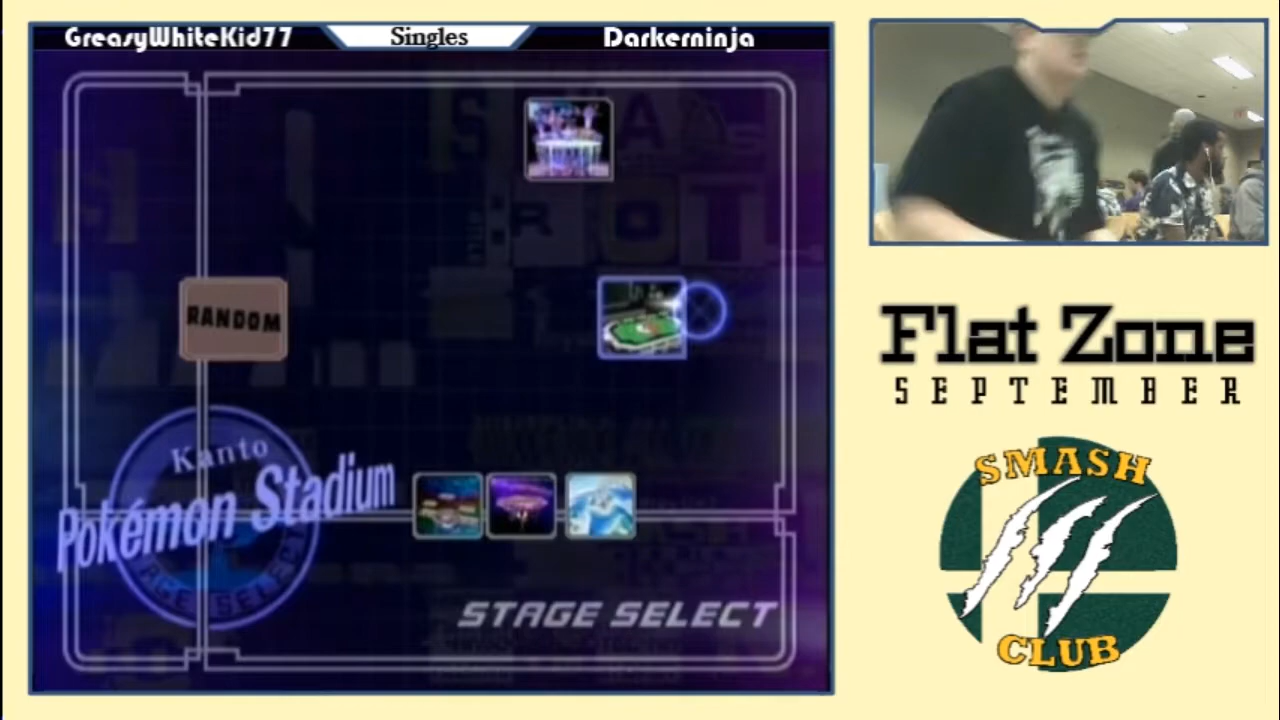 GreasyWhiteKid77
Singles
Darkerninja
RANDOM
Kanto
Pokémon Stadium
STAGE SELECT
Flat Zone
SEPTEMBER
SMASH
CLUB